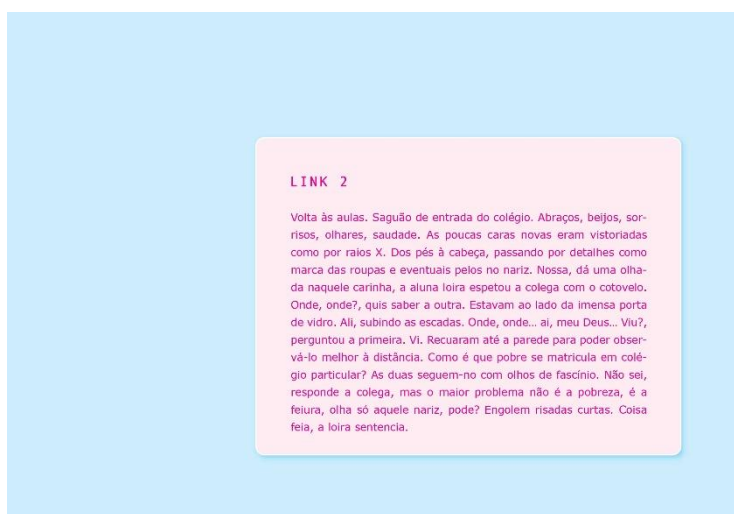 LINK 2
Volta às aulas. Saguão de entrada do colégio. Abraços, beijos, sor-
risos, olhares, saudade. As poucas caras novas eram vistoriadas
como por raios X. Dos pés à cabeça, passando por detalhes como
marca das roupas e eventuais pelos no nariz. Nossa, dá uma olha-
da naquele carinha, a aluna loira espetou a colega com o cotovelo.
Onde, onde?, quis saber a outra. Estavam ao lado da imensa porta
de vidro. Ali, subindo as escadas. Onde, onde... ai, meu Deus... Viu?,
perguntou a primeira. Vi. Recuaram até a parede para poder obser-
vá-lo melhor à distância. Como é que pobre se matricula em colé-
gio particular? As duas seguem-no com olhos de fascínio. Não sei,
responde a colega, mas o maior problema não é a pobreza, é a
feiura, olha só aquele nariz, pode? Engolem risadas curtas. Coisa
feia, a loira sentencia.